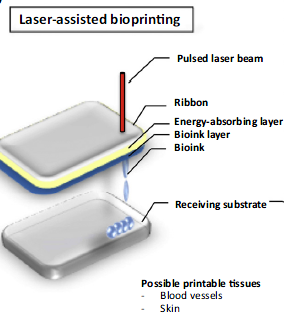 Laser-assisted bioprinting
Pulsed laser beam
Ribbon
Energy-absorbing layer
Bioink layer
Bioink
Receiving substrate
Possible printable tissues
- Blood vessels
- Skin